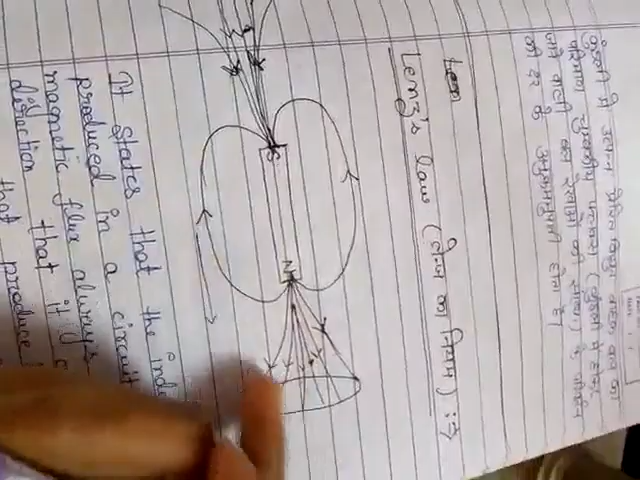 कुण्डली में उत्पन्न प्रेरित विद्युत वाहक बल का
परिमाण चुम्बकीय फ्लक्स (कुण्डली से होकर
जाने वाली बल रेखाओं की संख्या) के परिवर्तन
की दर के अनुक्रमानुपाती होता है।
Len
Lenz's law (लेन्ज का नियम) :→
S
N
It states that the
produced in a circuit
magnetic flux always
direction that it
that produce